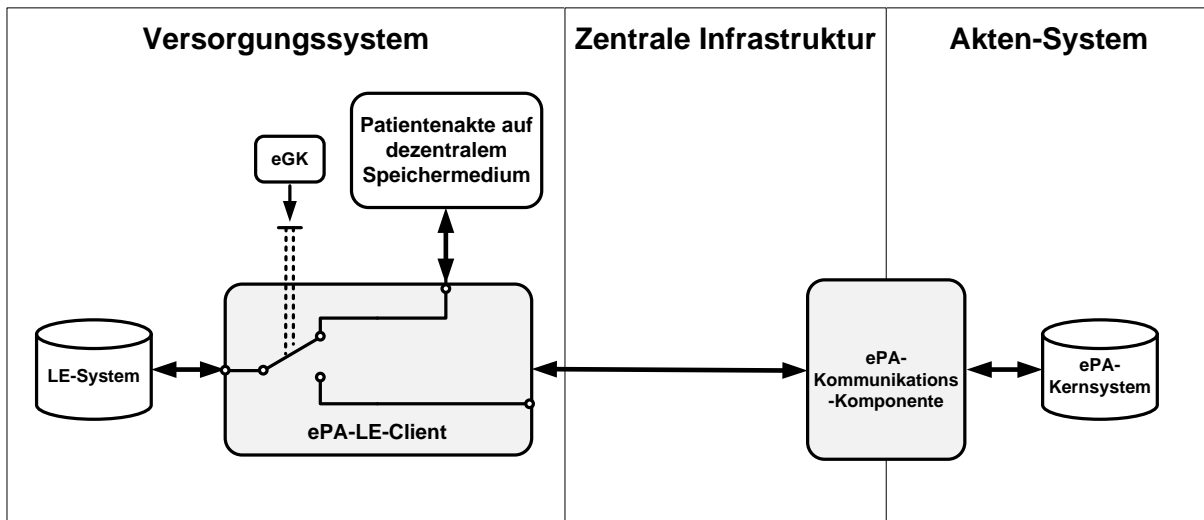 Versorgungssystem
Zentrale Infrastruktur
Akten-System
Patientenakte auf
dezentralem
Speichermedium
eGK
LE-System
ePA-LE-Client
ePA-
Kommunikations
-Komponente
ePA-
Kernsystem